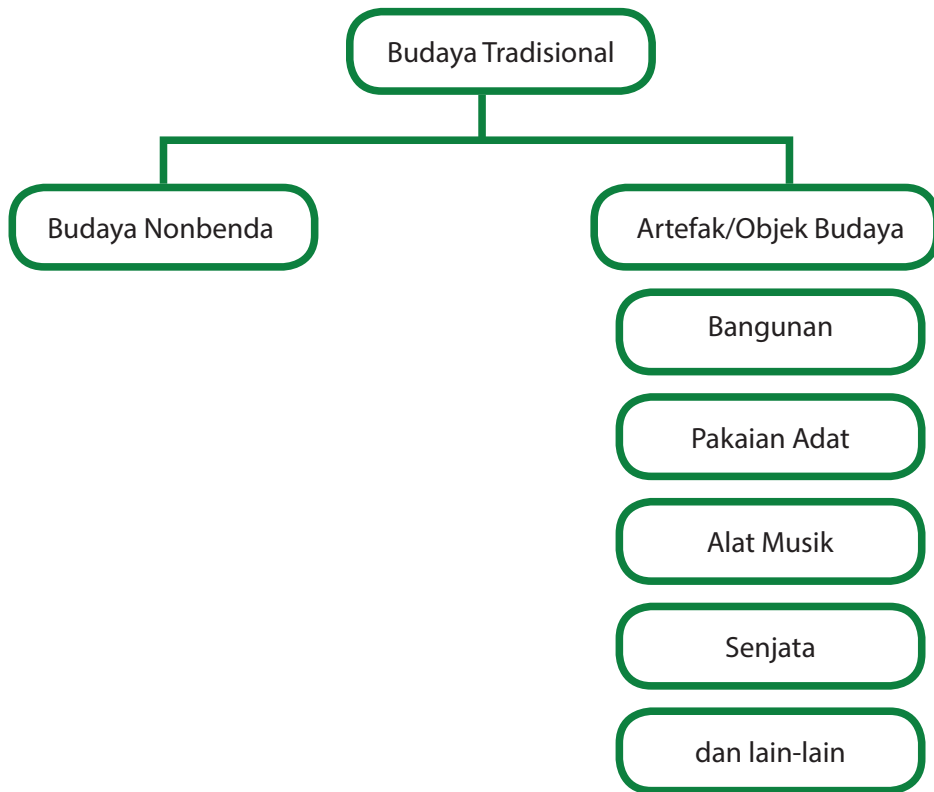 Budaya Tradisional
Budaya Nonbenda
Artefak/Objek Budaya
Bangunan
Pakaian Adat
Alat Musik
Senjata
dan lain-lain